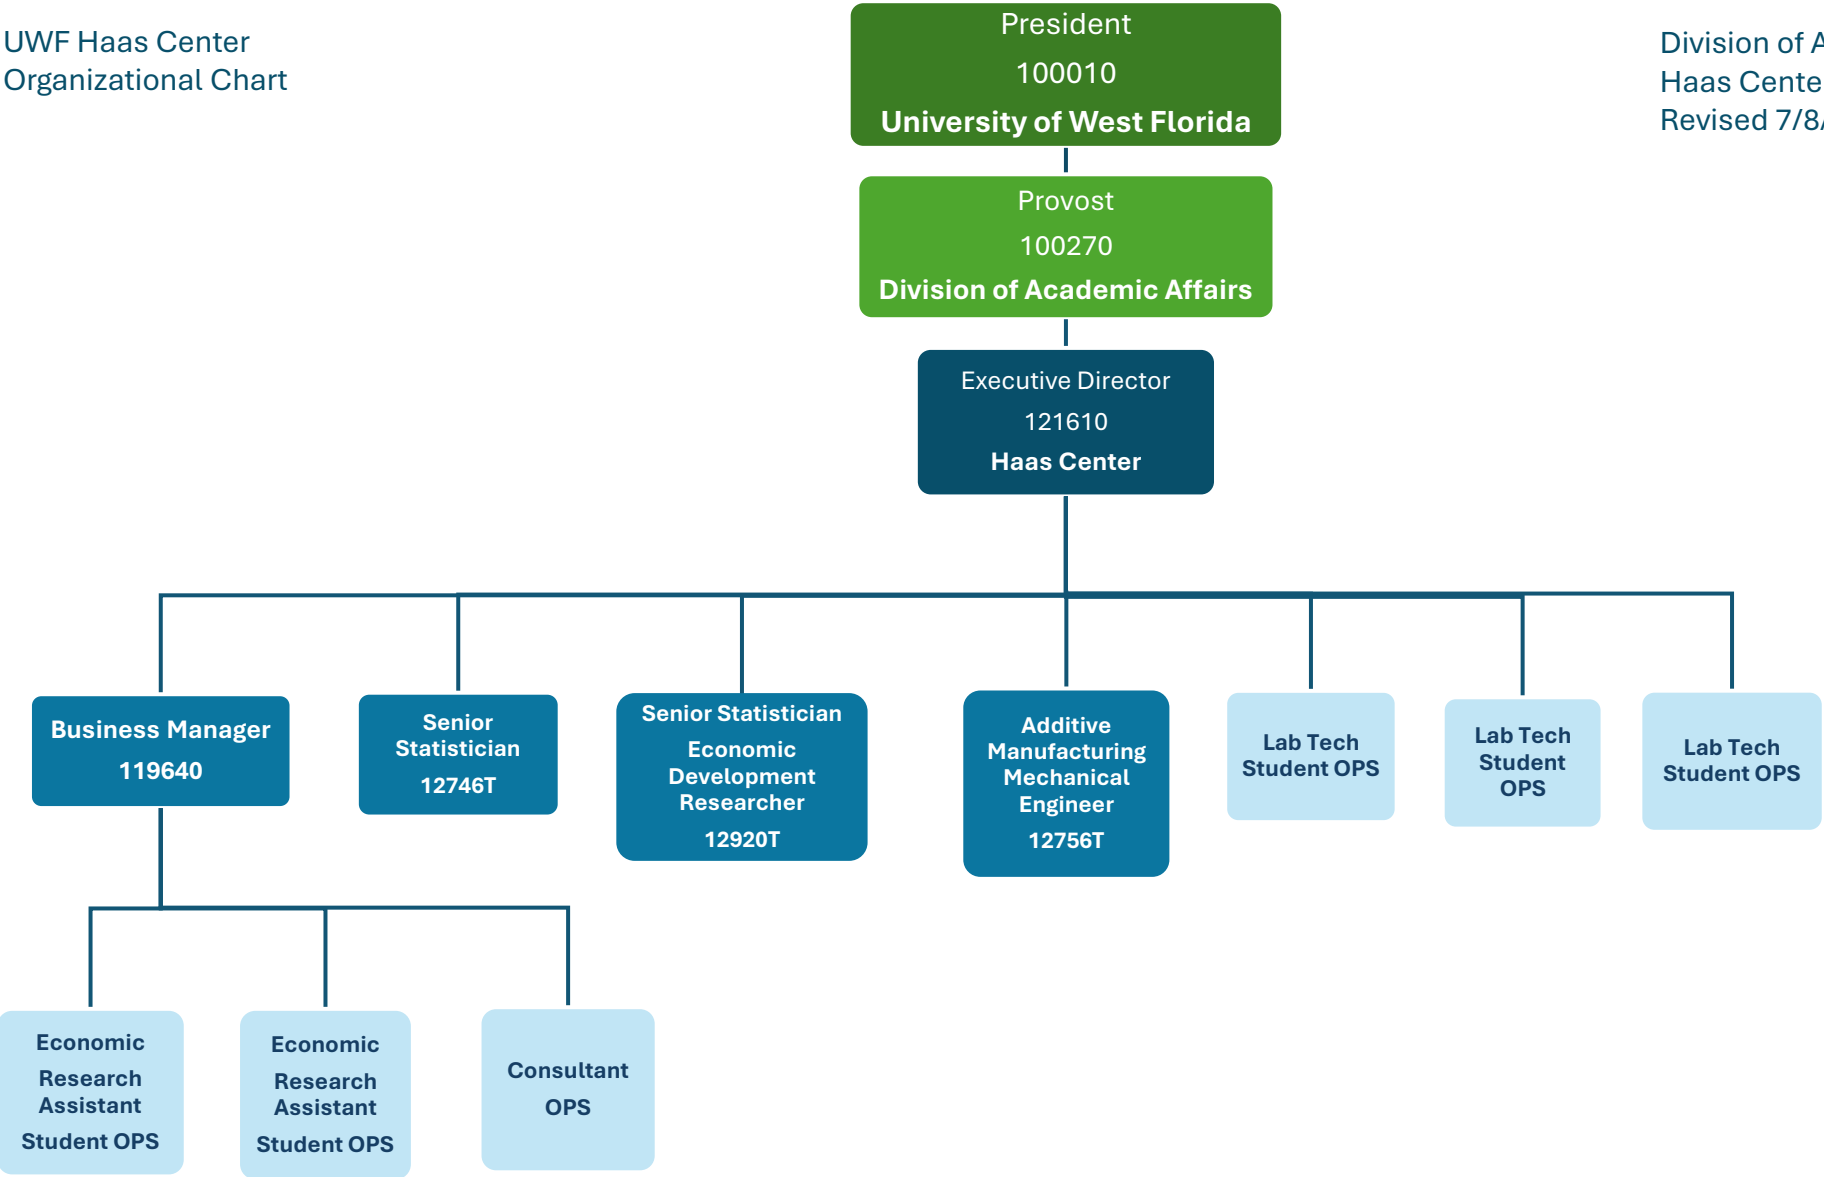 UWF Haas Center
Organizational Chart
President
100010
University of West Florida
Division of
Haas
Revised
Provost
100270
Division of Academic Affairs
Executive Director
121610
Haas Center
Business Manager
119640
Senior
Statistician
12746T
Senior Statistician
Economic
Development
Researcher
12920T
Additive
Manufacturing
Mechanical
Engineer
12756T
Lab Tech
Student OPS
Lab Tech
Student
OPS
Lab Tech
Student OPS
Economic
Research
Assistant
Student OPS
Economic
Research
Assistant
Student OPS
Consultant
OPS